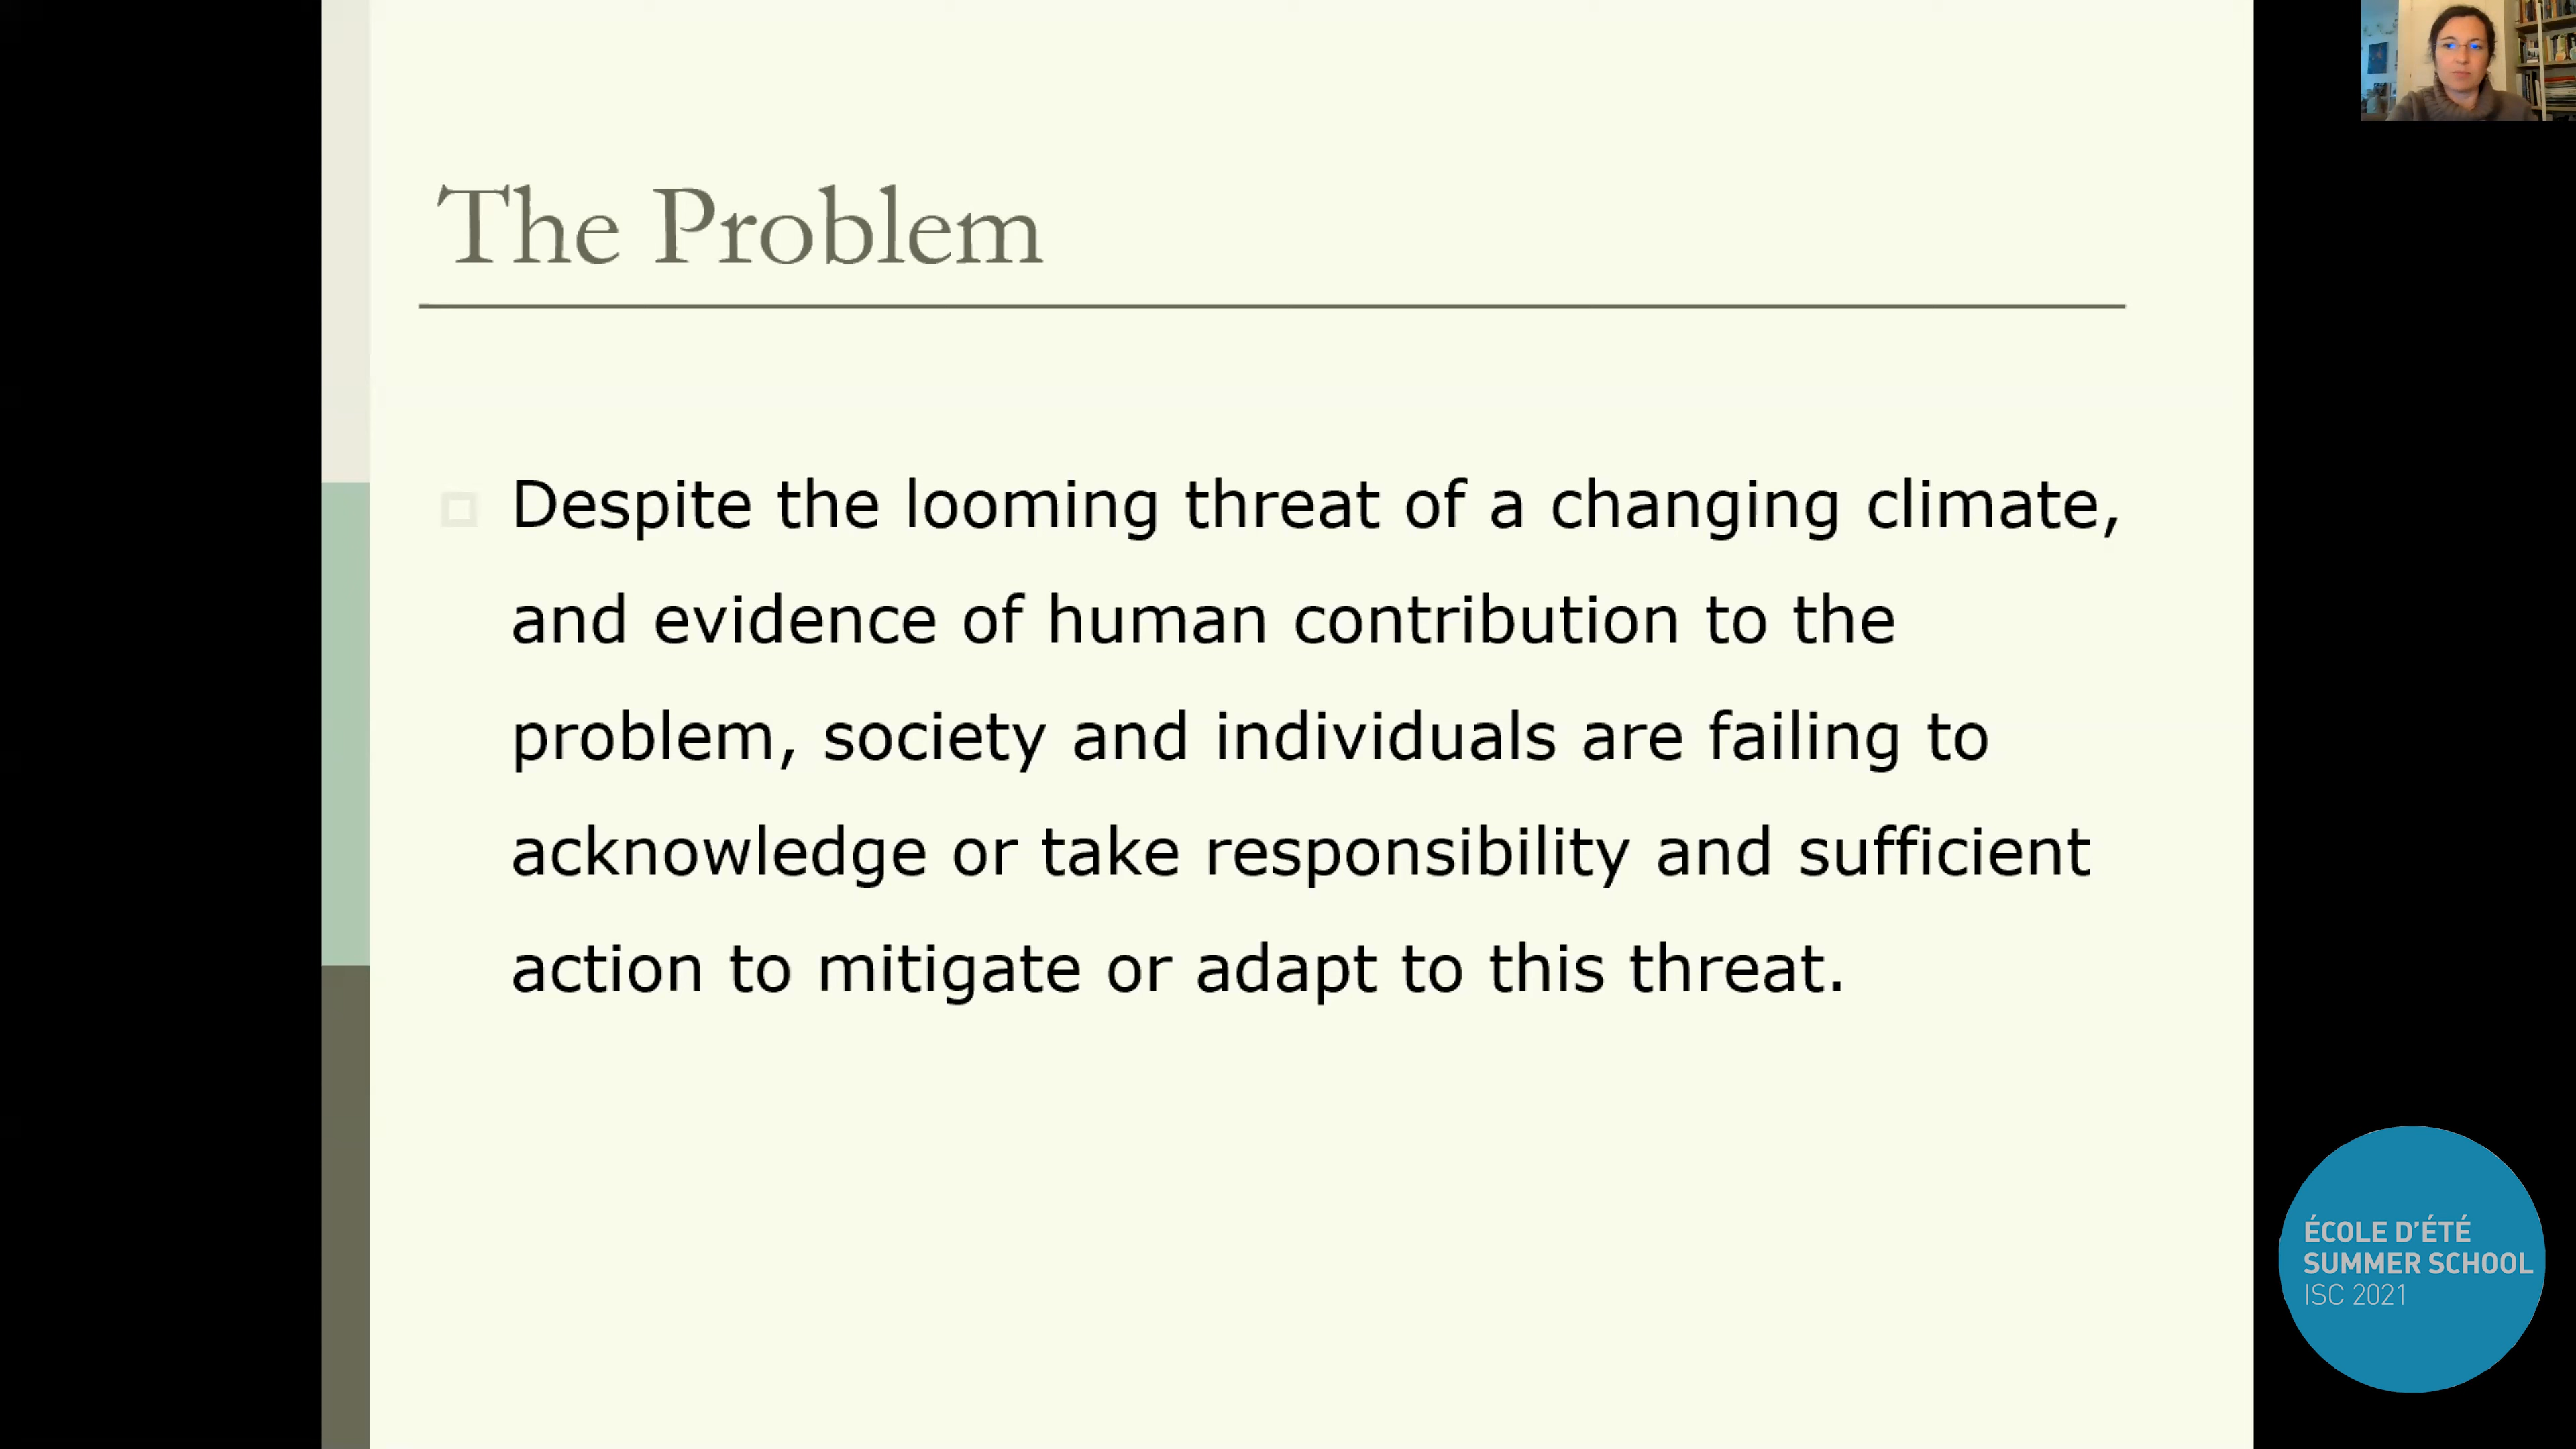 The Problem
Despite the looming threat of a changing climate,
and evidence of human contribution to the
problem, society and individuals are failing to
acknowledge or take responsibility and sufficient
action to mitigate or adapt to this threat.
ÉCOLE D'ÉTÉ
SUMMER SCHOOL
ISC 2021